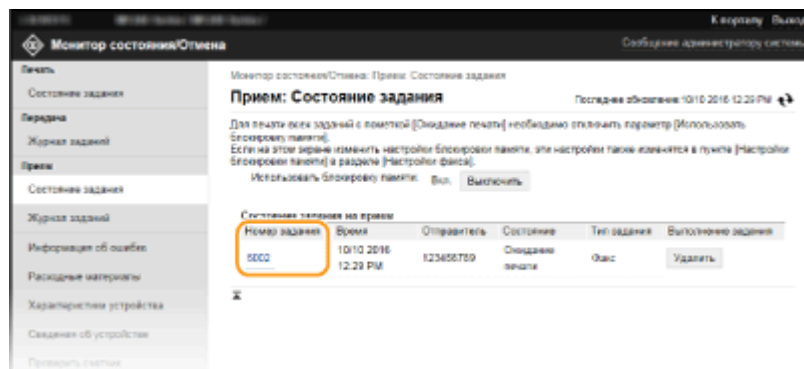 К порталу Выход
Монитор состояния/Отмена
Сообщение администратору системы
Печать
Состояние задания
Передача
Журнал заданий
Прием
Состояние задания
Журнал заданий
Информация об ошибке
Расходные материалы
Характеристики устройства
Сведения об устройстве
Проверить счетчик
Монитор состояния/Отмена: Прием: Состояние задания
Прием: Состояние задания
Последнее обновление: 10/10 2016 12:29 PM
Для печати всех заданий с пометкой [Ожидание печати] необходимо отключить параметр [Использовать
блокировку памяти].
Если на этом экране изменить настройки блокировки памяти, эти настройки также изменятся в пункте [Настройки
блокировки памяти] в разделе [Настройки факса].
Использовать блокировку памяти: Вкл. Выключить
Состояние задания на прием
Номер задания Время Отправитель Состояние Тип задания Выполнение задания
5002 10/10 2016 12:29 PM 123456789 Ожидание печати Факс Удалить